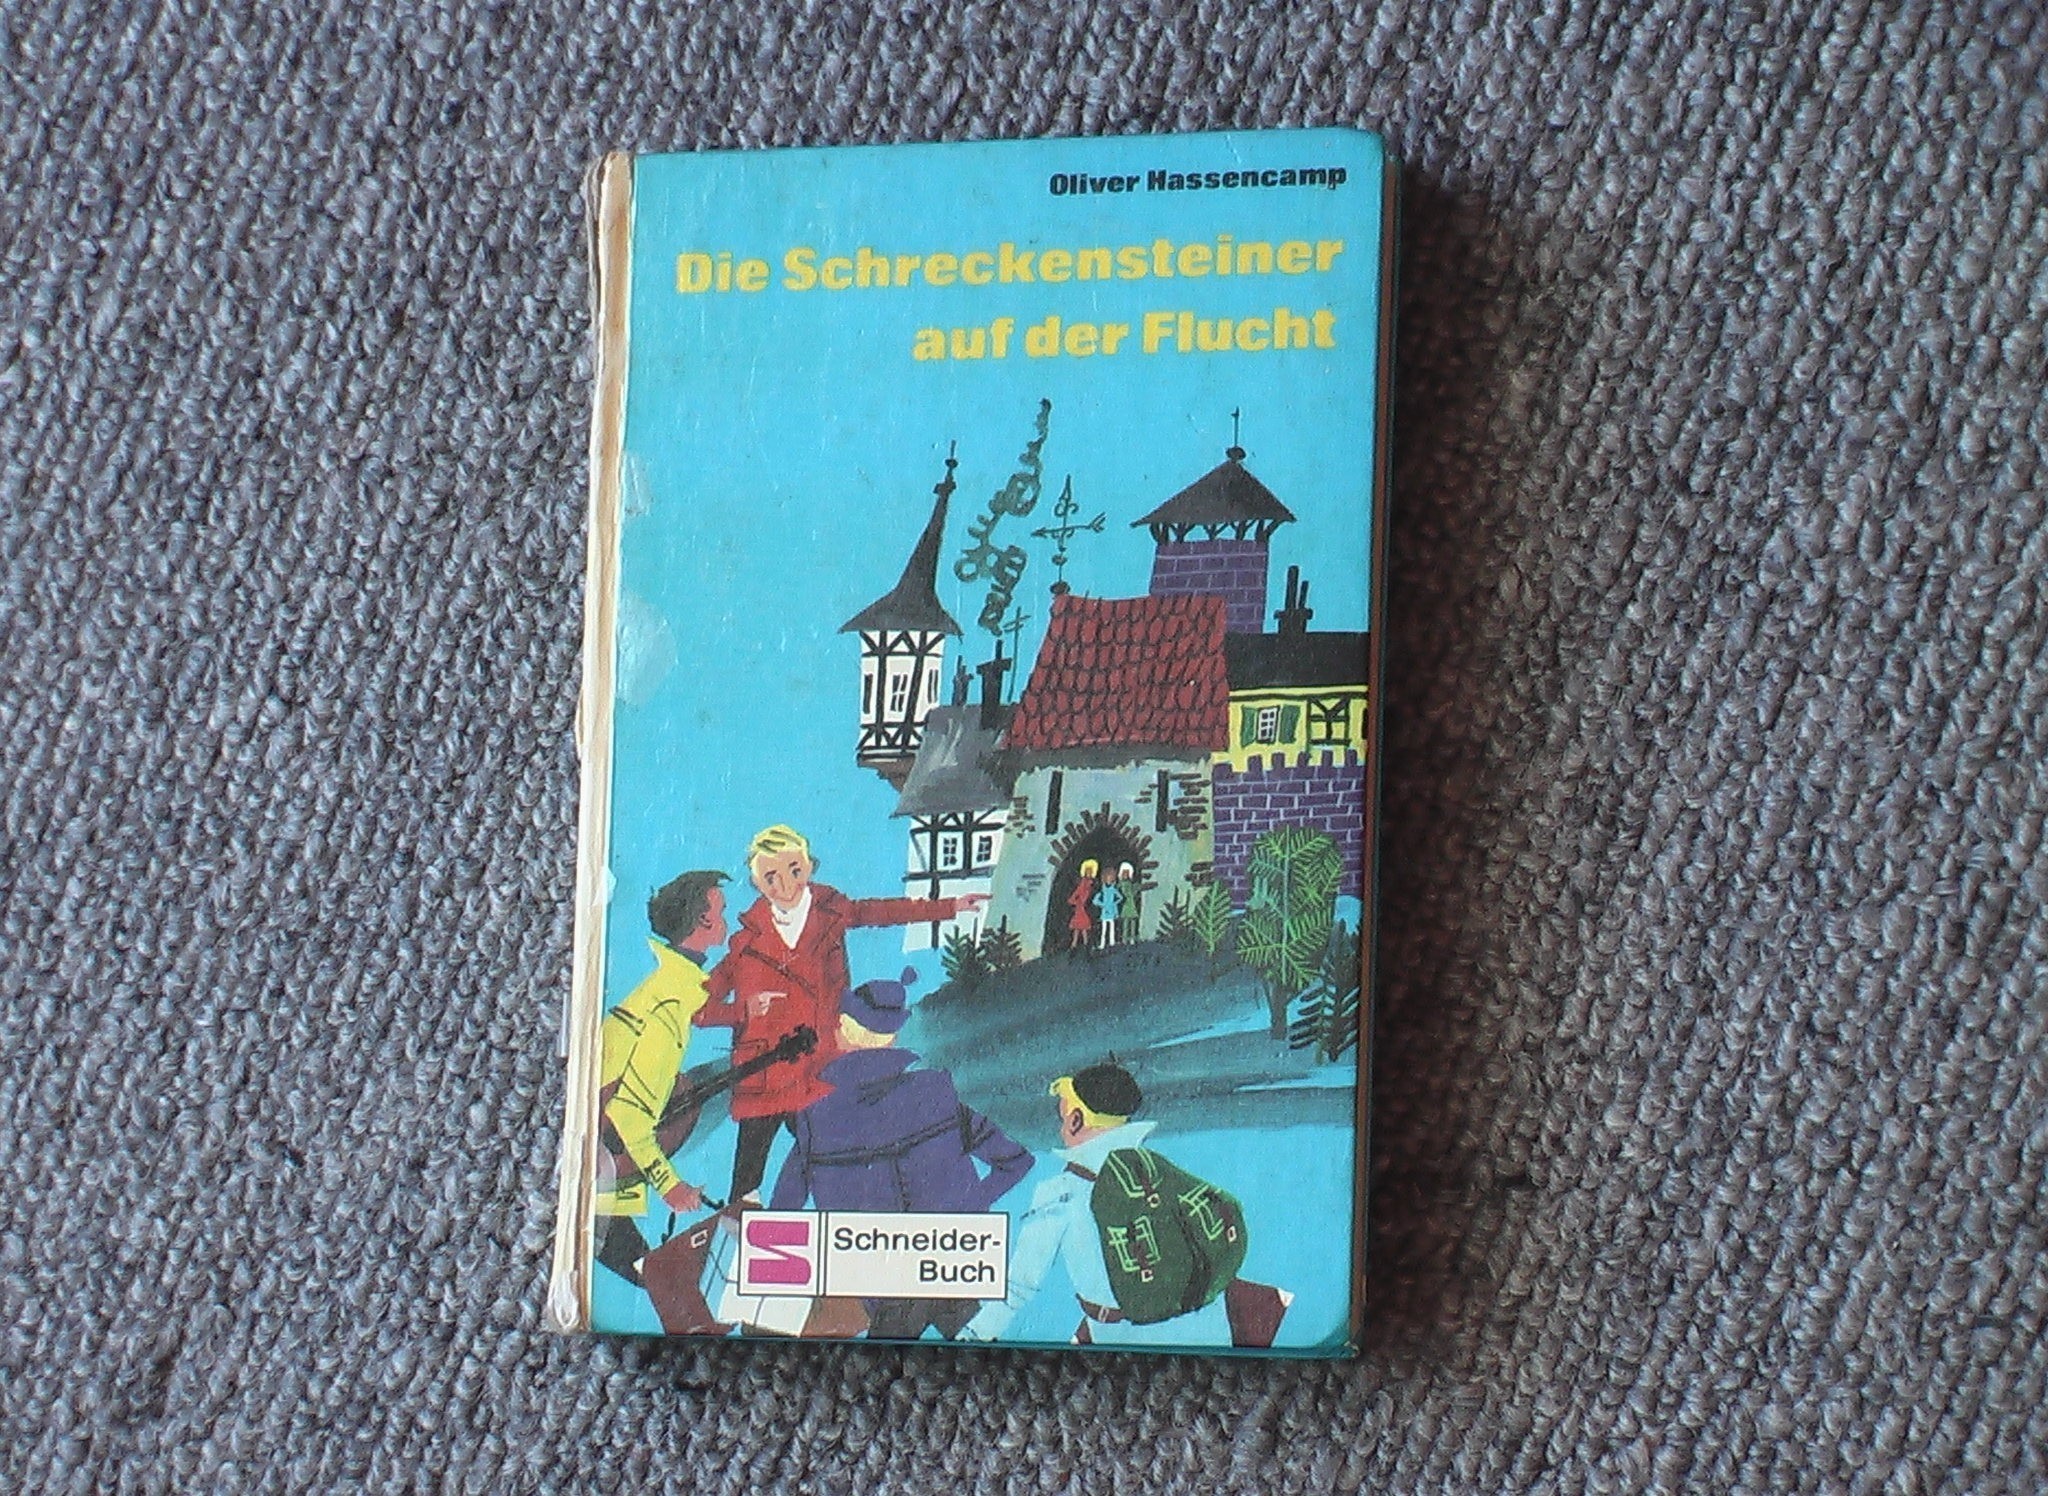 Oliver Hassencamp
Die Schreckensteiner
auf der Flucht
Schneider-
Buch